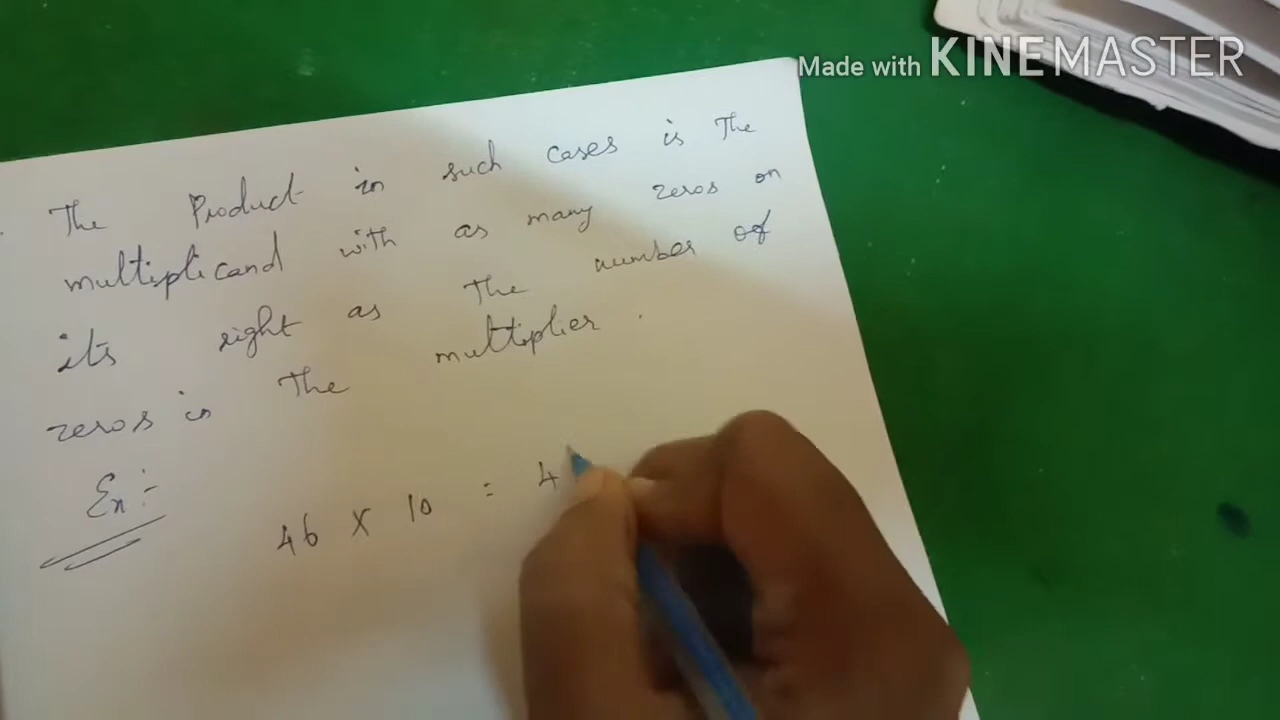 Made with KINEMASTER
The Product in such cases is The
multiplicand with as many zeros on
its right as The number of
zeros in The multiplier.
Ex:-
46 X 10 = 4